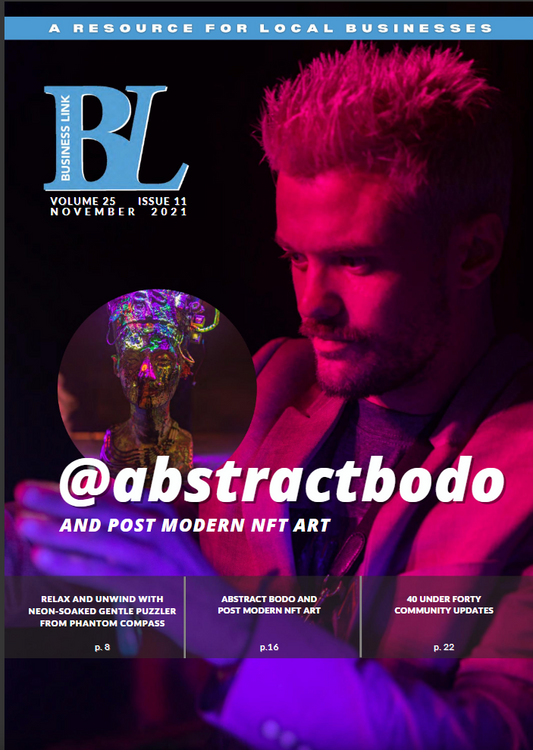 A RESOURCE FOR LOCAL BUSINESSES
BUSINESS LINK
BL
VOLUME 25 ISSUE 11
NOVEMBER 2021
@abstractbodo
AND POST MODERN NFT ART
RELAX AND UNWIND WITH
NEON-SOAKED GENTLE PUZZLER
FROM PHANTOM COMPASS
p. 8
ABSTRACT BODO AND
POST MODERN NFT ART
p.16
40 UNDER FORTY
COMMUNITY UPDATES
p. 22